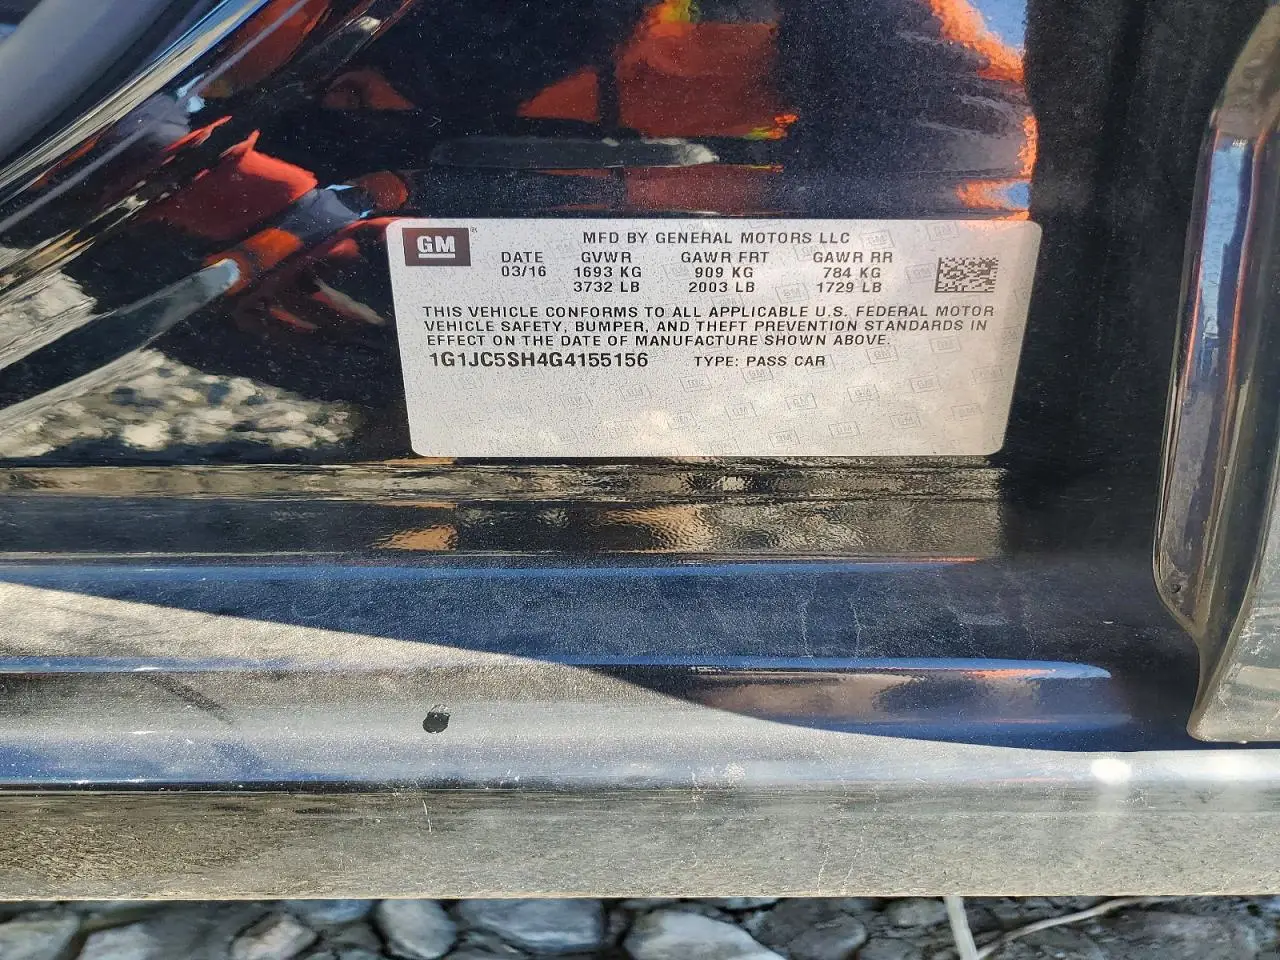 GM
MFD BY GENERAL MOTORS LLC
DATE GVWR GAWR FRT GAWR RR
03/16 1693 KG 909 KG 784 KG
3732 LB 2003 LB 1729 LB
THIS VEHICLE CONFORMS TO ALL APPLICABLE U.S. FEDERAL MOTOR
VEHICLE SAFETY, BUMPER, AND THEFT PREVENTION STANDARDS IN
EFFECT ON THE DATE OF MANUFACTURE SHOWN ABOVE.
1G1JC5SH4G4155156 TYPE: PASS CAR